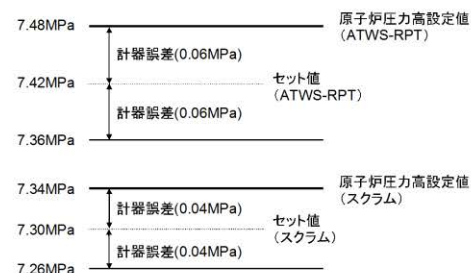 7.48MPa
原子炉圧力高設定値
(ATWS-RPT)
計器誤差(0.06MPa)
7.42MPa
セット値
(ATWS-RPT)
計器誤差(0.06MPa)
7.36MPa
7.34MPa
原子炉圧力高設定値
(スクラム)
計器誤差(0.04MPa)
7.30MPa
セット値
(スクラム)
計器誤差(0.04MPa)
7.26MPa